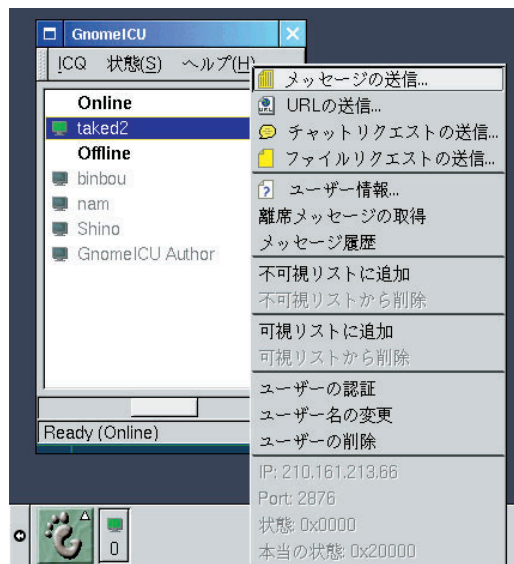 GnomeICU
ICQ 状態(S) ヘルプ(H)
Online
taked2
Offline
binbou
nam
Shino
GnomeICU Author
Ready (Online)
メッセージの送信...
URLの送信...
チャットリクエストの送信...
ファイルリクエストの送信...
ユーザー情報...
離席メッセージの取得
メッセージ履歴
不可視リストに追加
不可視リストから削除
可視リストに追加
可視リストから削除
ユーザーの認証
ユーザー名の変更
ユーザーの削除
IP: 210.161.213.66
Port: 2876
状態: 0x0000
本当の状態: 0x20000
0